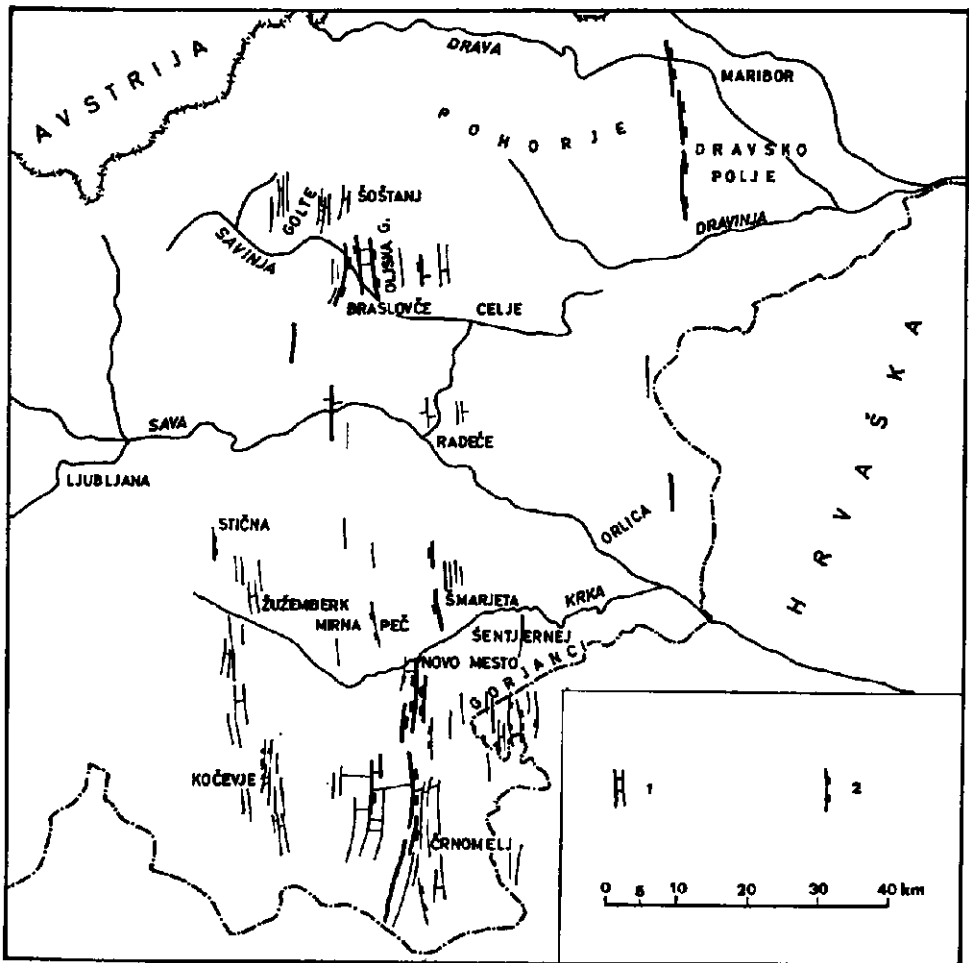 AVSTRIJA
DRAVA
MARIBOR
POHORJE
DRAVSKO
POLJE
DRAVINJA
GOLTE
ŠOŠTANJ
SAVINJA
OLJSKA G.
BRASLOVČE
CELJE
HRVAŠKA
SAVA
RADEČE
LJUBLJANA
ORLICA
STIČNA
ŽUŽEMBERK
MIRNA PEČ
ŠMARJETA
KRKA
ŠENTJERNEJ
NOVO MESTO
GORJANCI
KOČEVJE
ČRNOMELJ
1
2
0 5 10 20 30 40 km